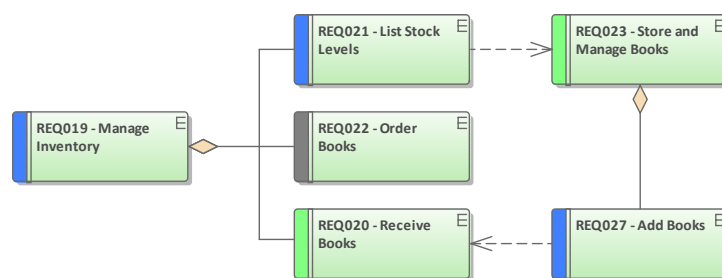 REQ021 - List Stock
Levels
E
REQ023 - Store and
Manage Books
E
REQ019 - Manage
Inventory
E
REQ022 - Order
Books
E
REQ020 - Receive
Books
E
REQ027 - Add Books
E